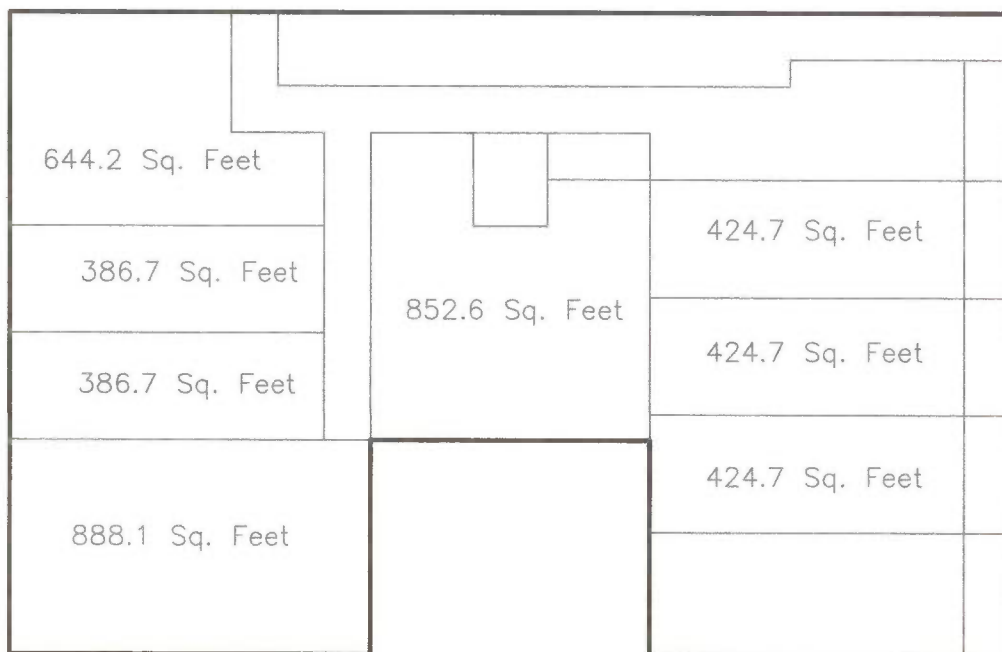 644.2 Sq. Feet
386.7 Sq. Feet
386.7 Sq. Feet
888.1 Sq. Feet
852.6 Sq. Feet
424.7 Sq. Feet
424.7 Sq. Feet
424.7 Sq. Feet